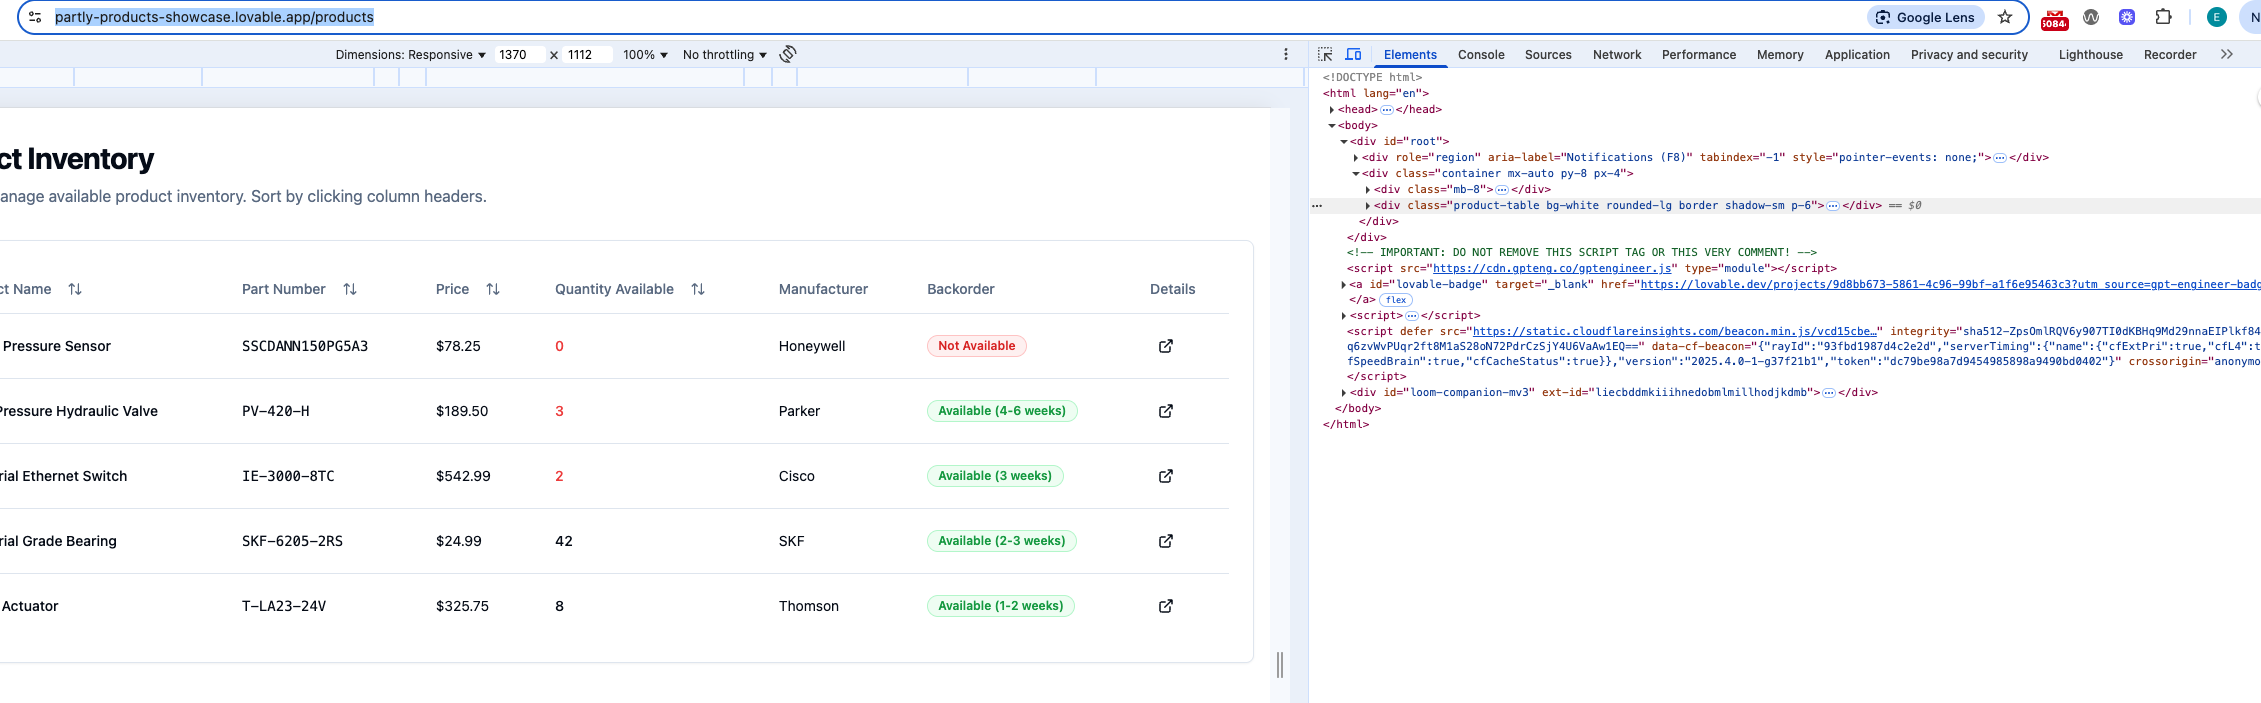 partly-products-showcase.lovable.app/products
Google Lens
5084
E
N
Dimensions: Responsive 1370 x 1112 100% No throttling
Elements Console Sources Network Performance Memory Application Privacy and security Lighthouse Recorder
ct Inventory
anage available product inventory. Sort by clicking column headers.
ct Name Part Number Price Quantity Available Manufacturer Backorder Details
Pressure Sensor SSCDANN150PG5A3 $78.25 0 Honeywell Not Available
Pressure Hydraulic Valve PV-420-H $189.50 3 Parker Available (4-6 weeks)
rial Ethernet Switch IE-3000-8TC $542.99 2 Cisco Available (3 weeks)
rial Grade Bearing SKF-6205-2RS $24.99 42 SKF Available (2-3 weeks)
Actuator T-LA23-24V $325.75 8 Thomson Available (1-2 weeks)
<!DOCTYPE html>
<html lang="en">
<head>…</head>
<body>
<div id="root">
<div role="region" aria-label="Notifications (F8)" tabindex="-1" style="pointer-events: none;">…</div>
<div class="container mx-auto py-8 px-4">
<div class="mb-8">…</div>
<div class="product-table bg-white rounded-lg border shadow-sm p-6">…</div> == $0
</div>
</div>
<!-- IMPORTANT: DO NOT REMOVE THIS SCRIPT TAG OR THIS VERY COMMENT! -->
<script src="https://cdn.gpteng.co/gptengineer.js" type="module"></script>
<a id="lovable-badge" target="_blank" href="https://lovable.dev/projects/9d8bb673-5861-4c96-99bf-a1f6e95463c3?utm_source=gpt-engineer-badg
</a> flex
<script>…</script>
<script defer src="https://static.cloudflareinsights.com/beacon.min.js/vcd15cbe…" integrity="sha512-ZpsOmlRQV6y907TI0dKBHq9Md29nnaEIPlkf84
q6zvWvPUqr2ft8M1aS28oN72PdrCzSjY4U6VaAw1EQ==" data-cf-beacon="{"rayId":"93fbd1987d4c2e2d","serverTiming":{"name":{"cfExtPri":true,"cfL4":t
fSpeedBrain":true,"cfCacheStatus":true}},"version":"2025.4.0-1-g37f21b1","token":"dc79be98a7d9454985898a9490bd0402"}" crossorigin="anonymo
</script>
<div id="loom-companion-mv3" ext-id="liecbddmkiiihnedobmlmillhodjkdmb">…</div>
</body>
</html>